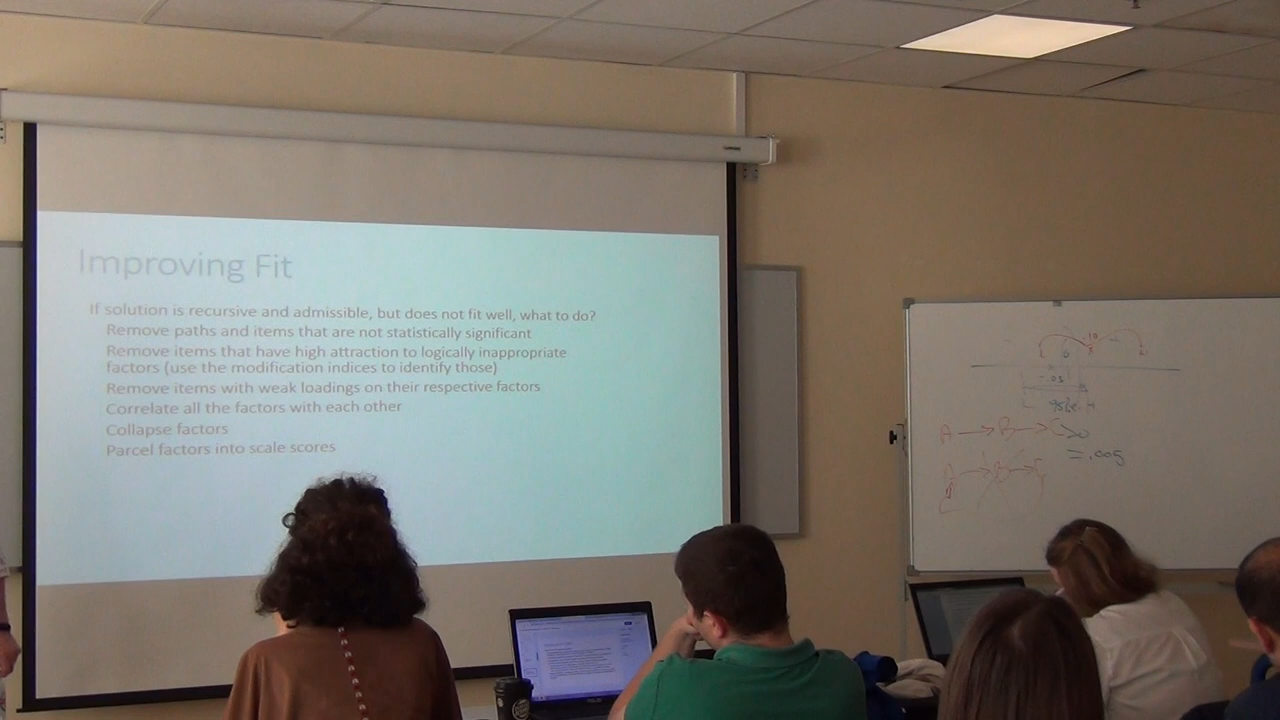 Improving Fit
If solution is recursive and admissible, but does not fit well, what to do?
Remove paths and items that are not statistically significant
Remove items that have high attraction to logically inappropriate
factors (use the modification indices to identify those)
Remove items with weak loadings on their respective factors
Correlate all the factors with each other
Collapse factors
Parcel factors into scale scores
A → B → C >0
= .005